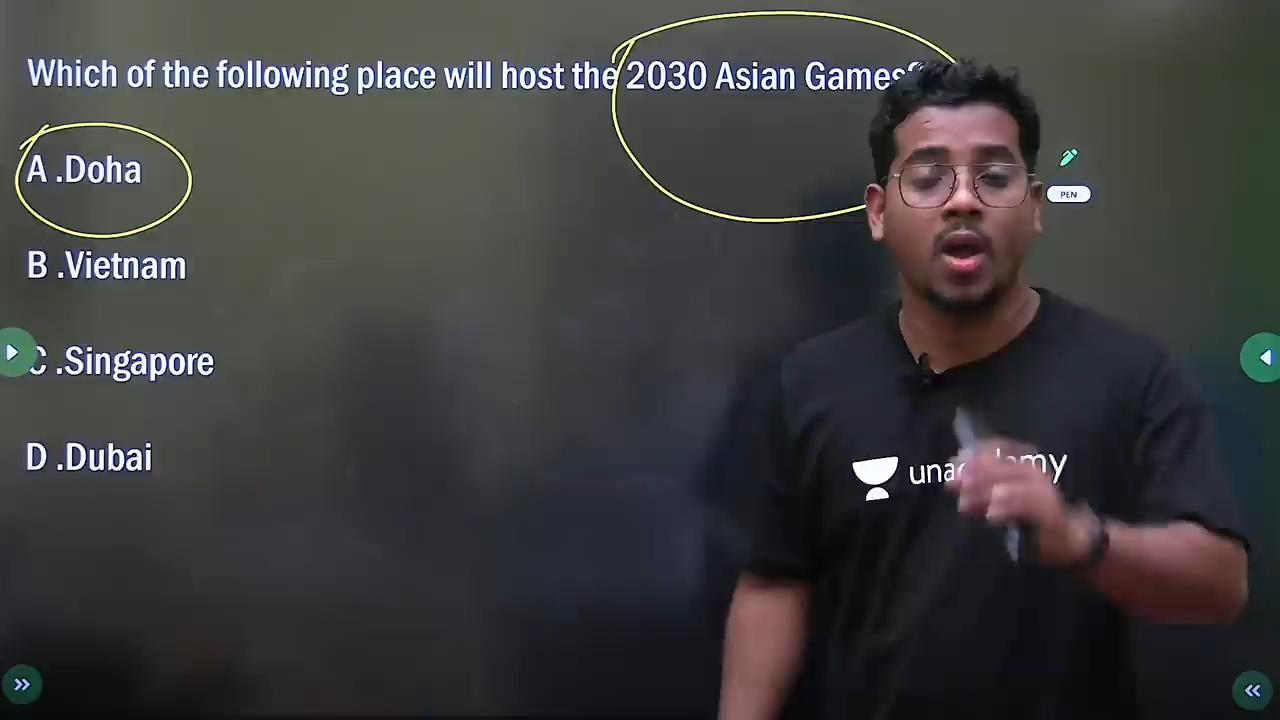 Which of the following place will host the 2030 Asian Games?
A .Doha
PEN
B .Vietnam
C .Singapore
D .Dubai